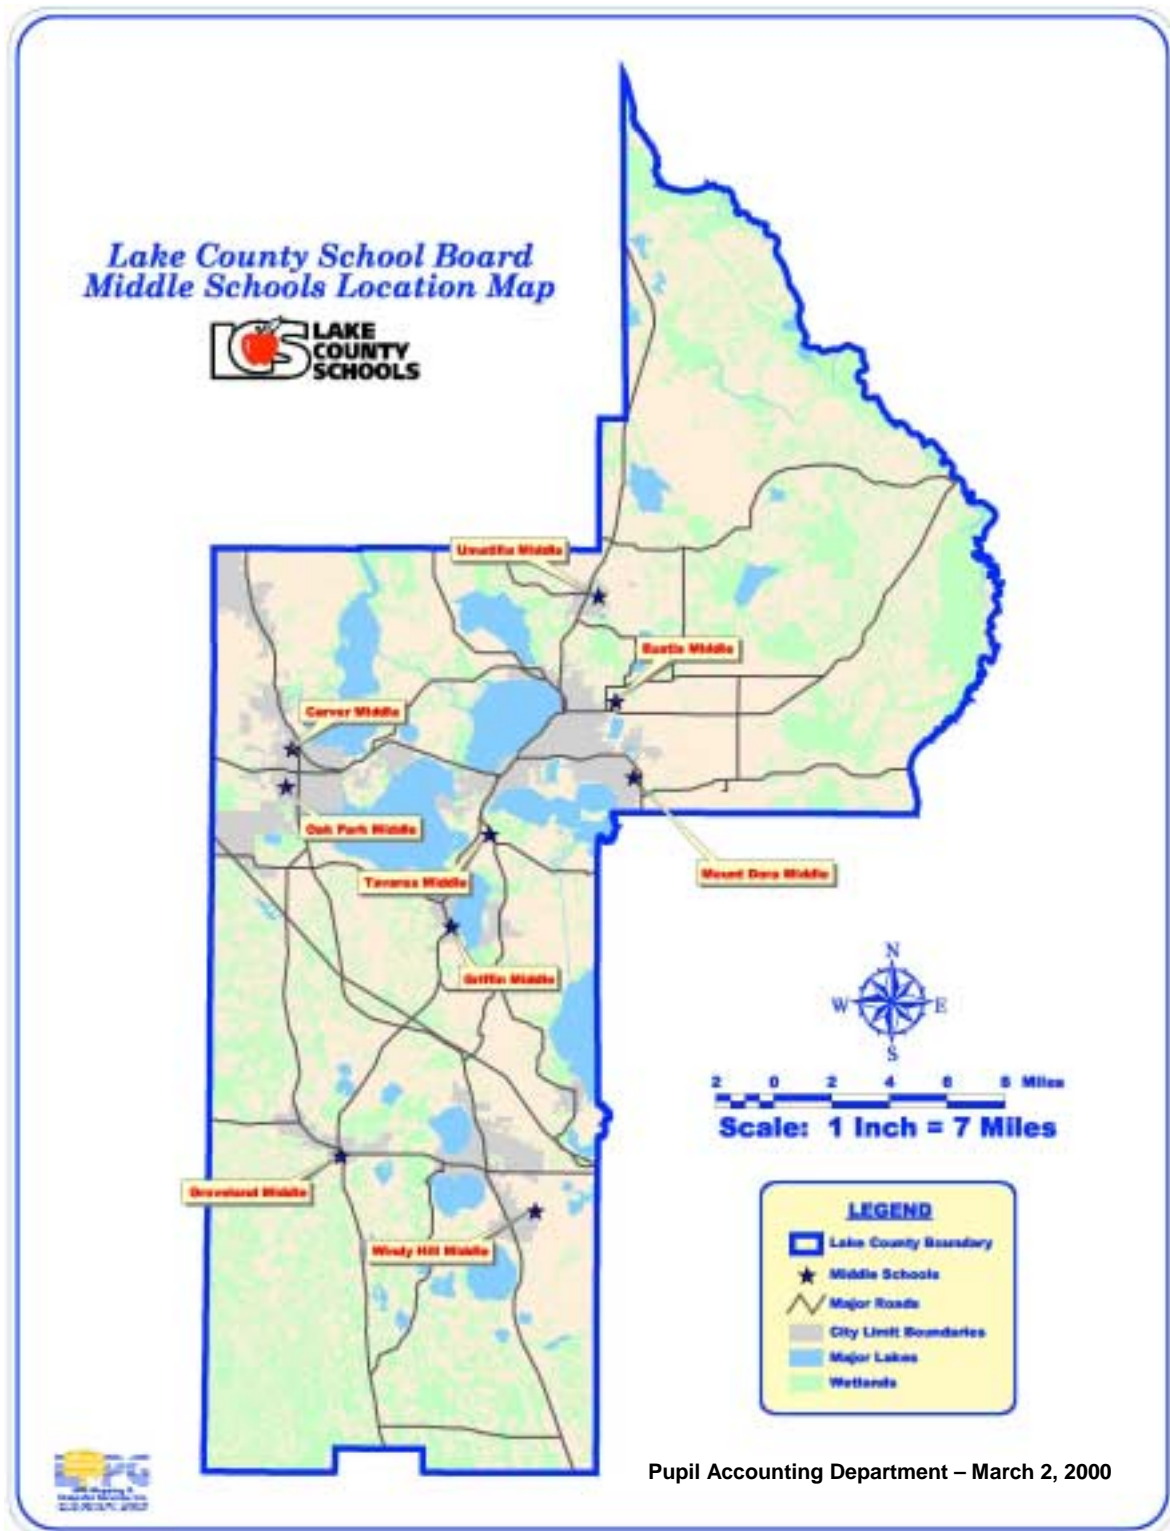 Lake County School Board
Middle Schools Location Map
LCS LAKE
COUNTY
SCHOOLS
Umatilla Middle
Eustis Middle
Carver Middle
Oak Park Middle
Tavares Middle
Mount Dora Middle
Griffin Middle
N
W E
S
2 0 2 4 6 8 Miles
Scale: 1 Inch = 7 Miles
Groveland Middle
Windy Hill Middle
LEGEND
Lake County Boundary
Middle Schools
Major Roads
City Limit Boundaries
Major Lakes
Wetlands
Pupil Accounting Department – March 2, 2000